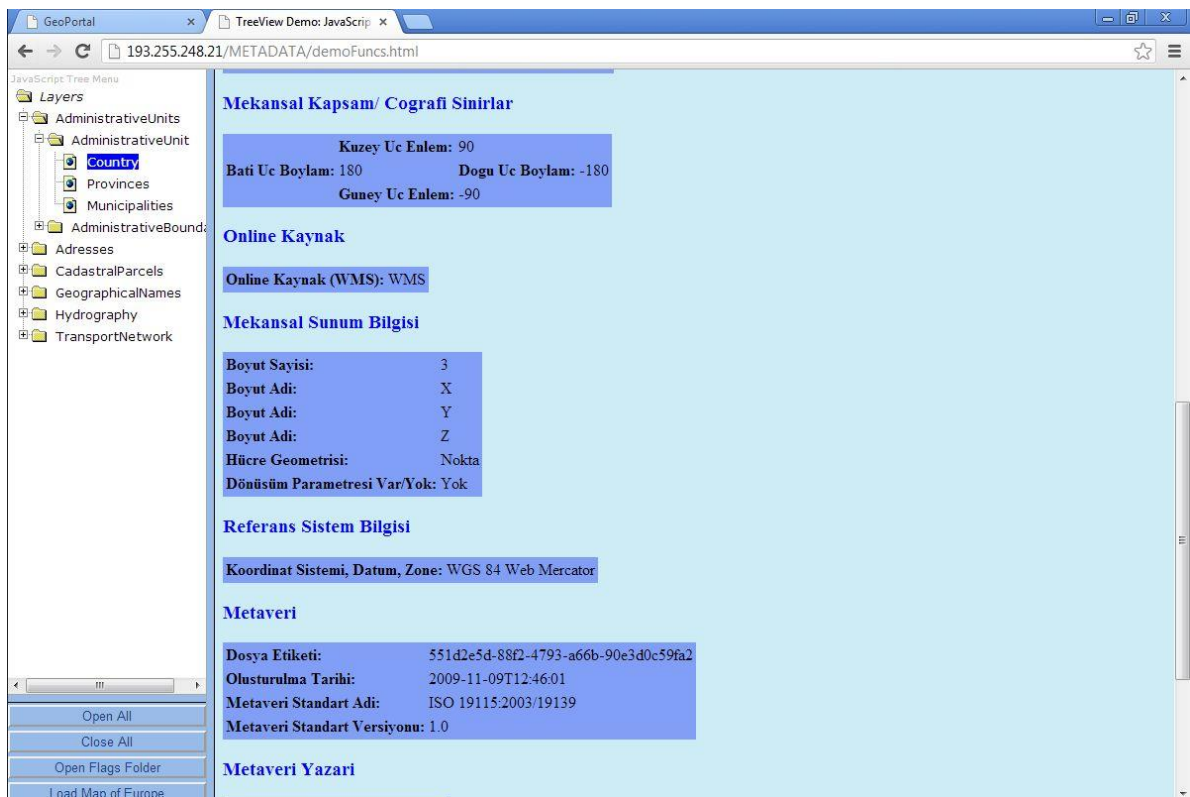 GeoPortal
TreeView Demo: JavaScrip
193.255.248.21/METADATA/demoFuncs.html
JavaScript Tree Menu
Layers
AdministrativeUnits
AdministrativeUnit
Country
Provinces
Municipalities
AdministrativeBounda
Adresses
CadastralParcels
GeographicalNames
Hydrography
TransportNetwork
Open All
Close All
Open Flags Folder
Load Map of Europe
Mekansal Kapsam/ Cografi Sinirlar
Kuzey Uc Enlem: 90
Bati Uc Boylam: 180 Dogu Uc Boylam: -180
Guney Uc Enlem: -90
Online Kaynak
Online Kaynak (WMS): WMS
Mekansal Sunum Bilgisi
Boyut Sayisi: 3
Boyut Adi: X
Boyut Adi: Y
Boyut Adi: Z
Hücre Geometrisi: Nokta
Dönüsüm Parametresi Var/Yok: Yok
Referans Sistem Bilgisi
Koordinat Sistemi, Datum, Zone: WGS 84 Web Mercator
Metaveri
Dosya Etiketi: 551d2e5d-88f2-4793-a66b-90e3d0c59fa2
Olusturulma Tarihi: 2009-11-09T12:46:01
Metaveri Standart Adi: ISO 19115:2003/19139
Metaveri Standart Versiyonu: 1.0
Metaveri Yazari